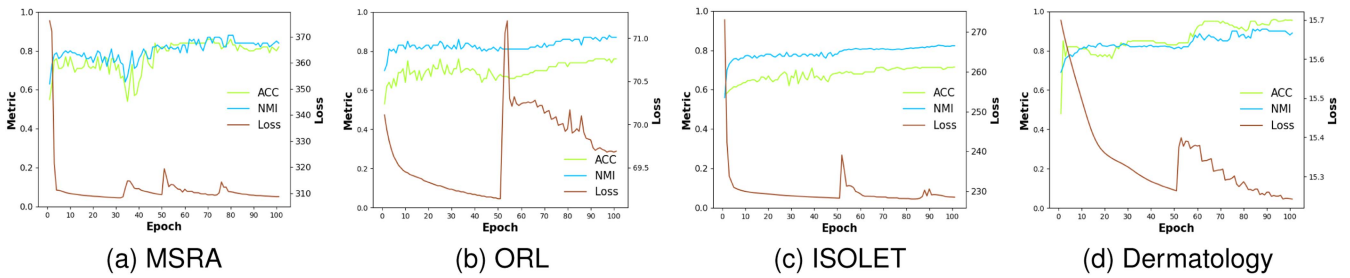 1.0
0.8
0.6
0.4
0.2
0.0
Metric
370
360
350
340
330
320
310
Loss
ACC
NMI
Loss
0 10 20 30 40 50 60 70 80 90 100
Epoch
(a) MSRA
1.0
0.8
0.6
0.4
0.2
0.0
Metric
71.0
70.5
70.0
69.5
Loss
ACC
NMI
Loss
0 10 20 30 40 50 60 70 80 90 100
Epoch
(b) ORL
1.0
0.8
0.6
0.4
0.2
0.0
Metric
270
260
250
240
230
Loss
ACC
NMI
Loss
0 10 20 30 40 50 60 70 80 90 100
Epoch
(c) ISOLET
1.0
0.8
0.6
0.4
0.2
0.0
Metric
15.7
15.6
15.5
15.4
15.3
Loss
ACC
NMI
Loss
0 10 20 30 40 50 60 70 80 90 100
Epoch
(d) Dermatology